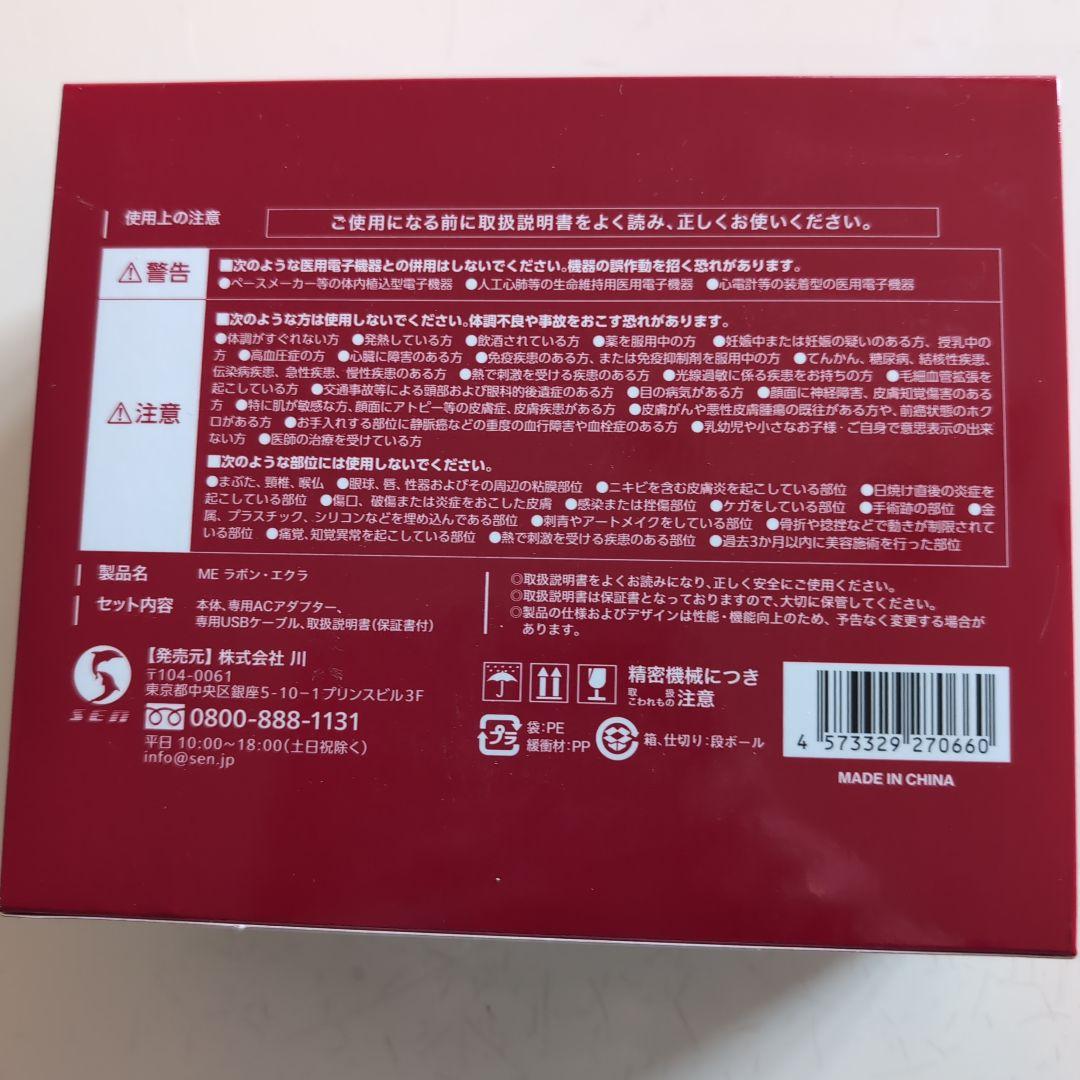 使用上の注意
ご使用になる前に取扱説明書をよく読み、正しくお使いください。
警告
■次のような医用電子機器との併用はしないでください。機器の誤作動を招く恐れがあります。
●ペースメーカー等の体内植込型電子機器 ●人工心肺等の生命維持用医用電子機器 ●心電計等の装着型の医用電子機器
注意
■次のような方は使用しないでください。体調不良や事故をおこす恐れがあります。
●体調がすぐれない方 ●発熱している方 ●飲酒されている方 ●薬を服用中の方 ●妊娠中または妊娠の疑いのある方、授乳中の
方 ●高血圧症の方 ●心臓に障害のある方 ●免疫疾患のある方、または免疫抑制剤を服用中の方 ●てんかん、糖尿病、結核性疾患、
伝染病疾患、急性疾患、慢性疾患のある方 ●熱で刺激を受ける疾患のある方 ●光線過敏に係る疾患をお持ちの方 ●毛細血管拡張を
起こしている方 ●交通事故等による頭部および眼科的後遺症のある方 ●目の病気がある方 ●顔面に神経障害、皮膚知覚障害のある
方 ●特に肌が敏感な方、顔面にアトピー等の皮膚症、皮膚疾患がある方 ●皮膚がんや悪性皮膚腫瘍の既往がある方や、前癌状態のホク
ロがある方 ●お手入れする部位に静脈瘤などの重度の血行障害や血栓症のある方 ●乳幼児や小さなお子様・ご自身で意思表示の出来
ない方 ●医師の治療を受けている方
■次のような部位には使用しないでください。
●まぶた、頸椎、喉仏 ●眼球、唇、性器およびその周辺の粘膜部位 ●ニキビを含む皮膚炎を起こしている部位 ●日焼け直後の炎症を
起こしている部位 ●傷口、破傷または炎症をおこした皮膚 ●感染または挫傷部位 ●ケガをしている部位 ●手術跡の部位 ●金
属、プラスチック、シリコンなどを埋め込んである部位 ●刺青やアートメイクをしている部位 ●骨折や捻挫などで動きが制限されて
いる部位 ●痛覚、知覚異常を起こしている部位 ●熱で刺激を受ける疾患のある部位 ●過去3か月以内に美容施術を行った部位
製品名 ME ラボン・エクラ
セット内容 本体、専用ACアダプター、
専用USBケーブル、取扱説明書(保証書付)
◎取扱説明書をよくお読みになり、正しく安全にご使用ください。
◎取扱説明書は保証書となっておりますので、大切に保管してください。
◎製品の仕様およびデザインは性能・機能向上のため、予告なく変更する場合が
あります。
SEN
【発売元】株式会社 川
〒104-0061
東京都中央区銀座5-10-1プリンスビル3F
0800-888-1131
平日 10:00~18:00(土日祝除く)
info@sen.jp
精密機械につき
取扱
こわれもの注意
プラ
袋:PE
緩衝材:PP
箱、仕切り:段ボール
4 573329 270660
MADE IN CHINA